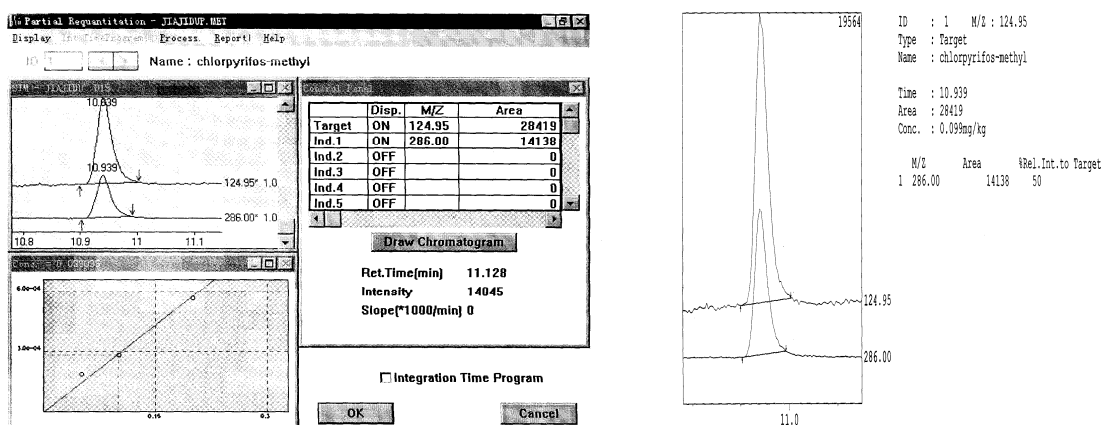 Partial Requantitation - JIAJIDUP.MET
Display Process Report! Help
ID 1 Name : chlorpyrifos-methyl
10.939
10.939
124.95* 1.0
286.00* 1.0
10.8 10.9 11 11.1
Control Panel
Disp. M/Z Area
Target ON 124.95 28419
Ind.1 ON 286.00 14138
Ind.2 OFF 0
Ind.3 OFF 0
Ind.4 OFF 0
Ind.5 OFF 0
Draw Chromatogram
Ret.Time(min) 11.128
Intensity 14045
Slope(*1000/min) 0
6.0e-04
3.0e-04
0.15 0.3
Integration Time Program
OK Cancel
19564
124.95
286.00
11.0
ID : 1 M/Z : 124.95
Type : Target
Name : chlorpyrifos-methyl
Time : 10.939
Area : 28419
Conc. : 0.099mg/kg
M/Z Area %Rel.Int.to Target
1 286.00 14138 50